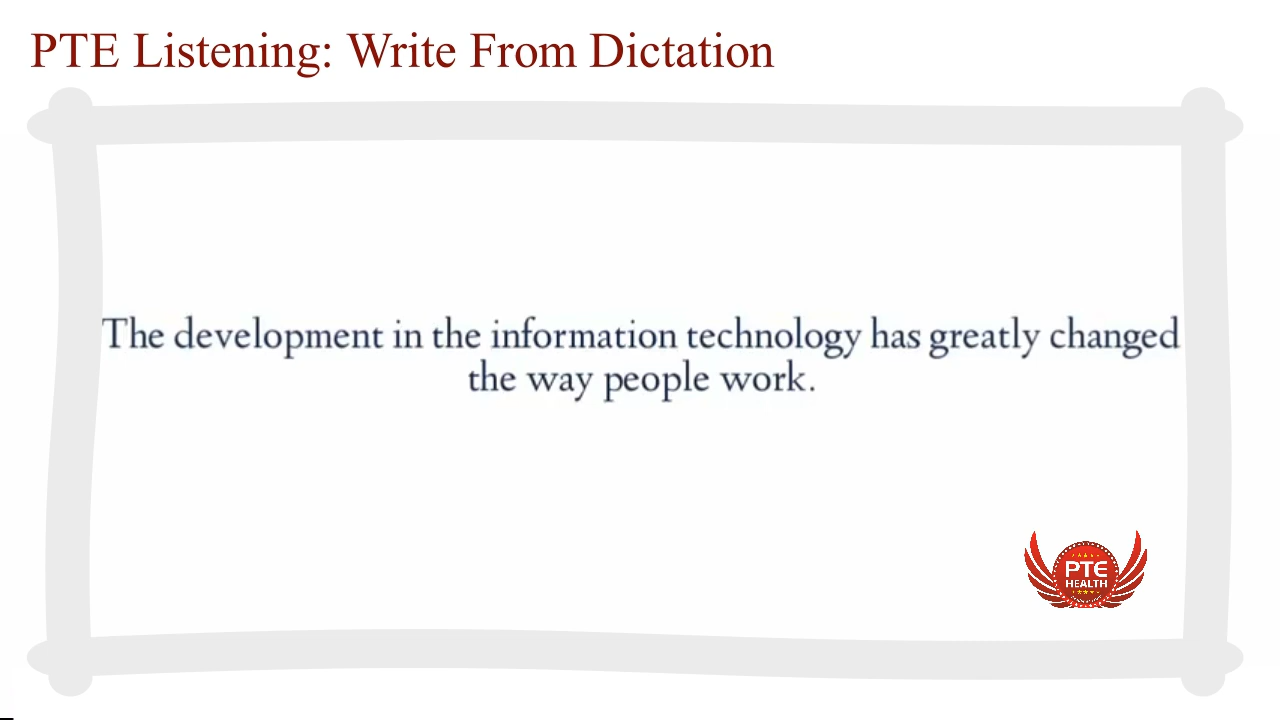 PTE Listening: Write From Dictation
The development in the information technology has greatly changed
the way people work.
PTE
HEALTH